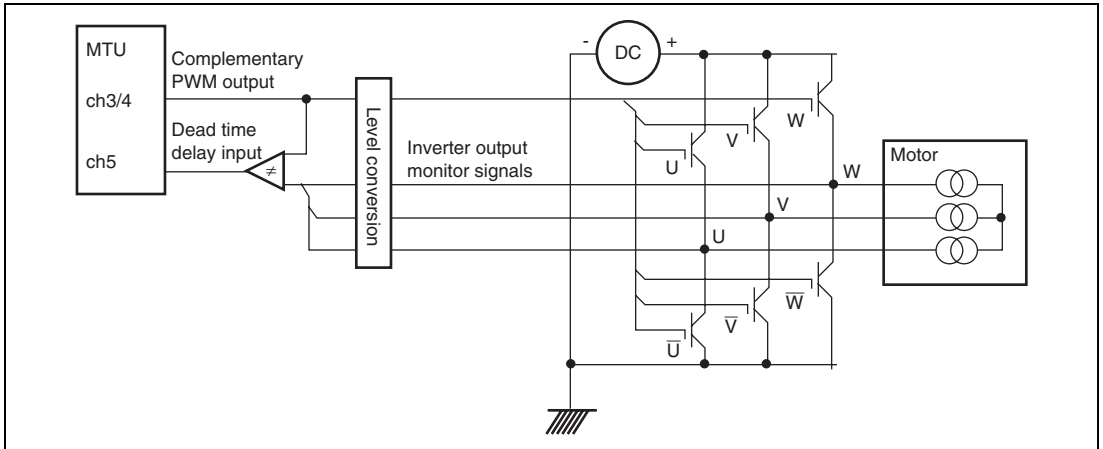 MTU
Complementary
PWM output
ch3/4
Dead time
delay input
ch5
≠
Level conversion
Inverter output
monitor signals
- DC +
W
V
U
W
V
U
W̅
V̅
U̅
Motor